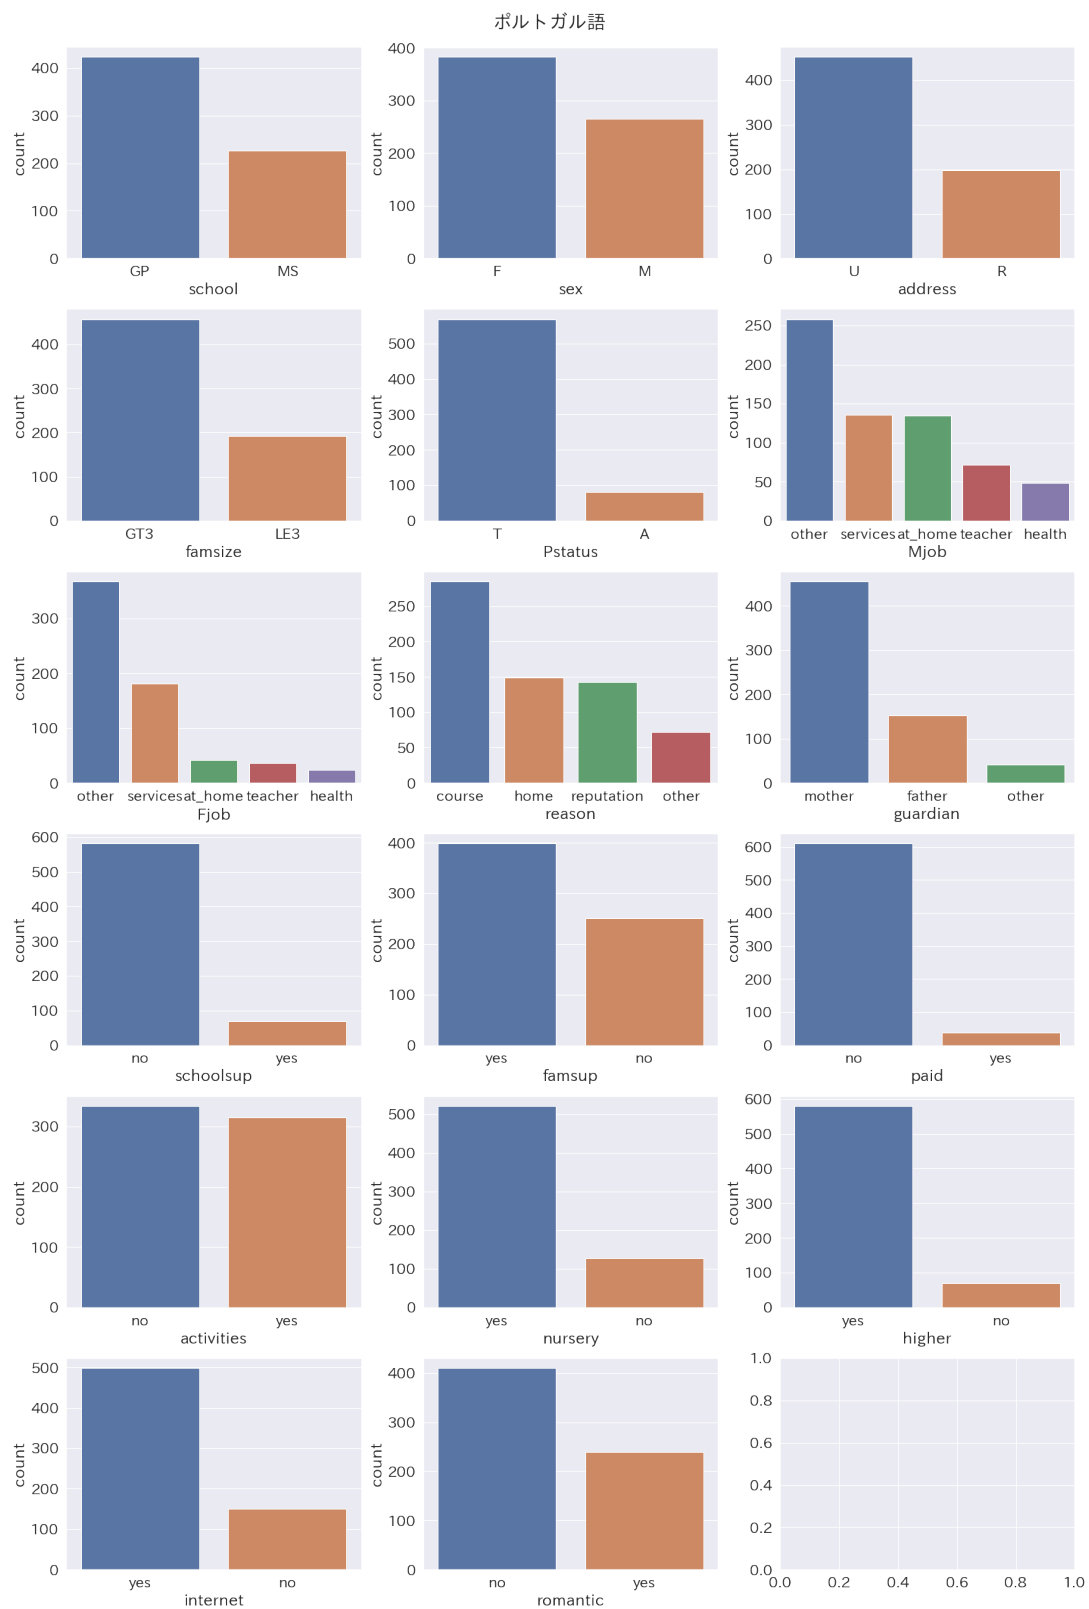 ポルトガル語
400
300
200
100
0
count
GP MS
school
400
300
200
100
0
count
F M
sex
400
300
200
100
0
count
U R
address
400
300
200
100
0
count
GT3 LE3
famsize
500
400
300
200
100
0
count
T A
Pstatus
250
200
150
100
50
0
count
other services at_home teacher health
Mjob
300
200
100
0
count
other services at_home teacher health
Fjob
250
200
150
100
50
0
count
course home reputation other
reason
400
300
200
100
0
count
mother father other
guardian
600
500
400
300
200
100
0
count
no yes
schoolsup
400
300
200
100
0
count
yes no
famsup
600
500
400
300
200
100
0
count
no yes
paid
300
200
100
0
count
no yes
activities
500
400
300
200
100
0
count
yes no
nursery
600
500
400
300
200
100
0
count
yes no
higher
500
400
300
200
100
0
count
yes no
internet
400
300
200
100
0
count
no yes
romantic
1.0
0.8
0.6
0.4
0.2
0.0
0.0 0.2 0.4 0.6 0.8 1.0